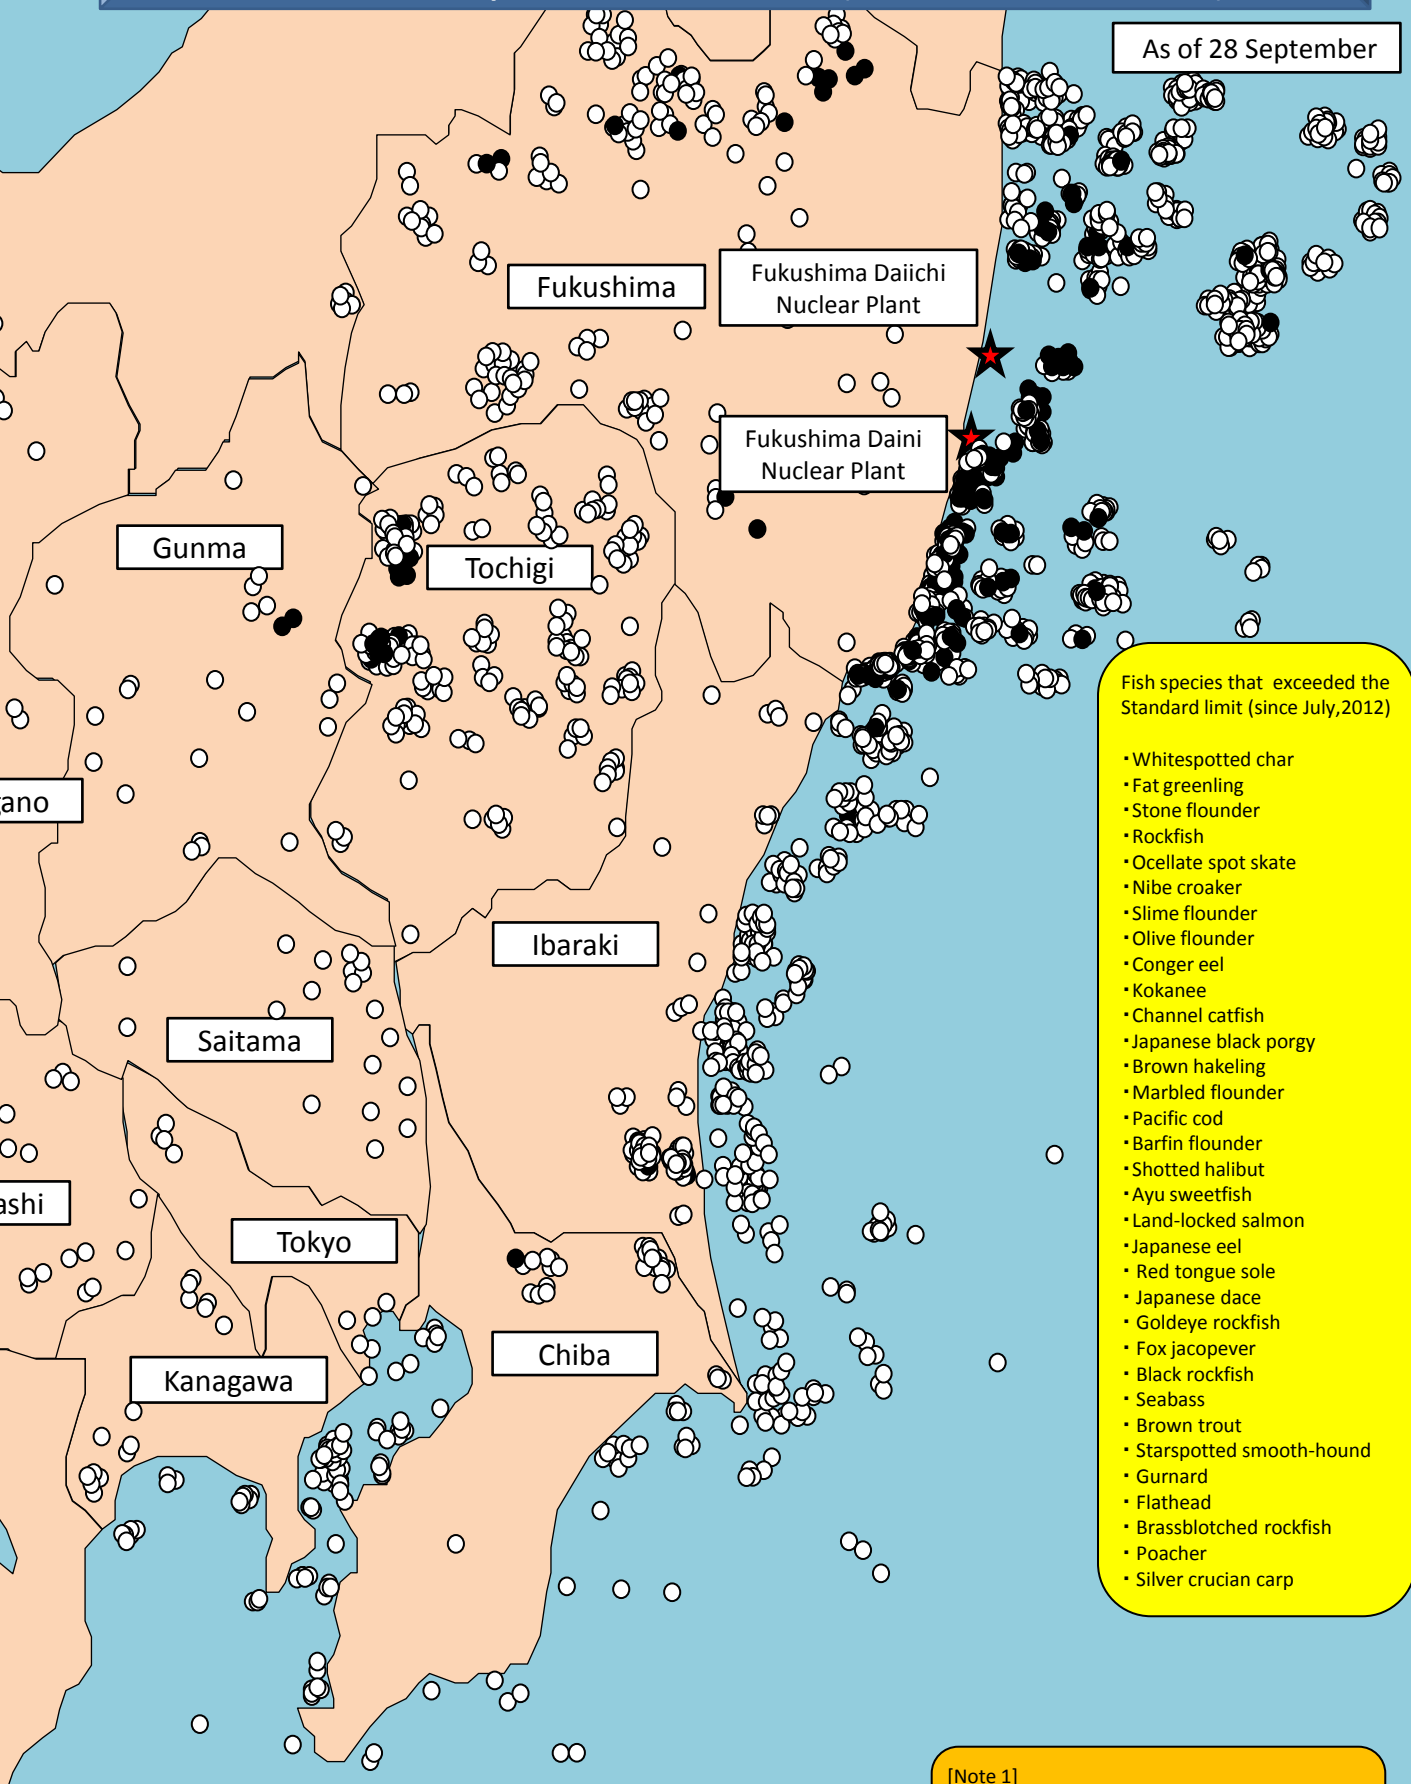 As of 28 September
Fukushima
Fukushima Daiichi
Nuclear Plant
Fukushima Daini
Nuclear Plant
Gunma
Tochigi
ano
Ibaraki
Saitama
ashi
Tokyo
Chiba
Kanagawa
Fish species that exceeded the
Standard limit (since July,2012)
・Whitespotted char
・Fat greenling
・Stone flounder
・Rockfish
・Ocellate spot skate
・Nibe croaker
・Slime flounder
・Olive flounder
・Conger eel
・Kokanee
・Channel catfish
・Japanese black porgy
・Brown hakeling
・Marbled flounder
・Pacific cod
・Barfin flounder
・Shotted halibut
・Ayu sweetfish
・Land-locked salmon
・Japanese eel
・ Red tongue sole
・ Japanese dace
・ Goldeye rockfish
・ Fox jacopever
・ Black rockfish
・ Seabass
・ Brown trout
・ Starspotted smooth-hound
・ Gurnard
・ Flathead
・ Brassblotched rockfish
・ Poacher
・ Silver crucian carp
[Note 1]